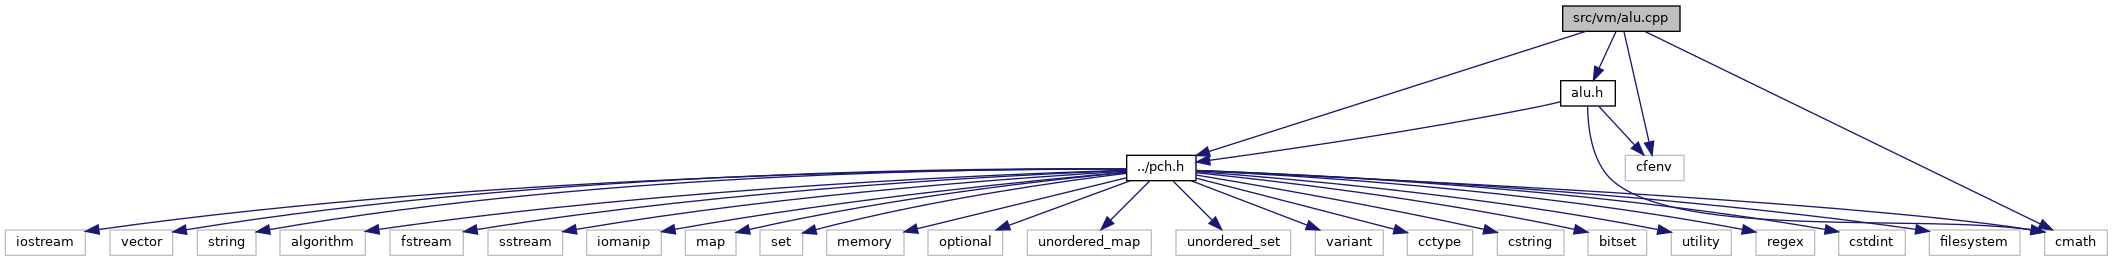 src/vm/alu.cpp
alu.h
../pch.h
cfenv
iostream
vector
string
algorithm
fstream
sstream
iomanip
map
set
memory
optional
unordered_map
unordered_set
variant
cctype
cstring
bitset
utility
regex
cstdint
filesystem
cmath